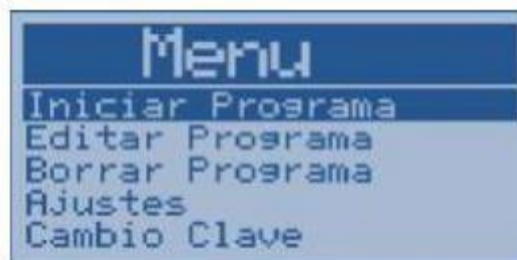 Menu
Iniciar Programa
Editar Programa
Borrar Programa
Ajustes
Cambio Clave